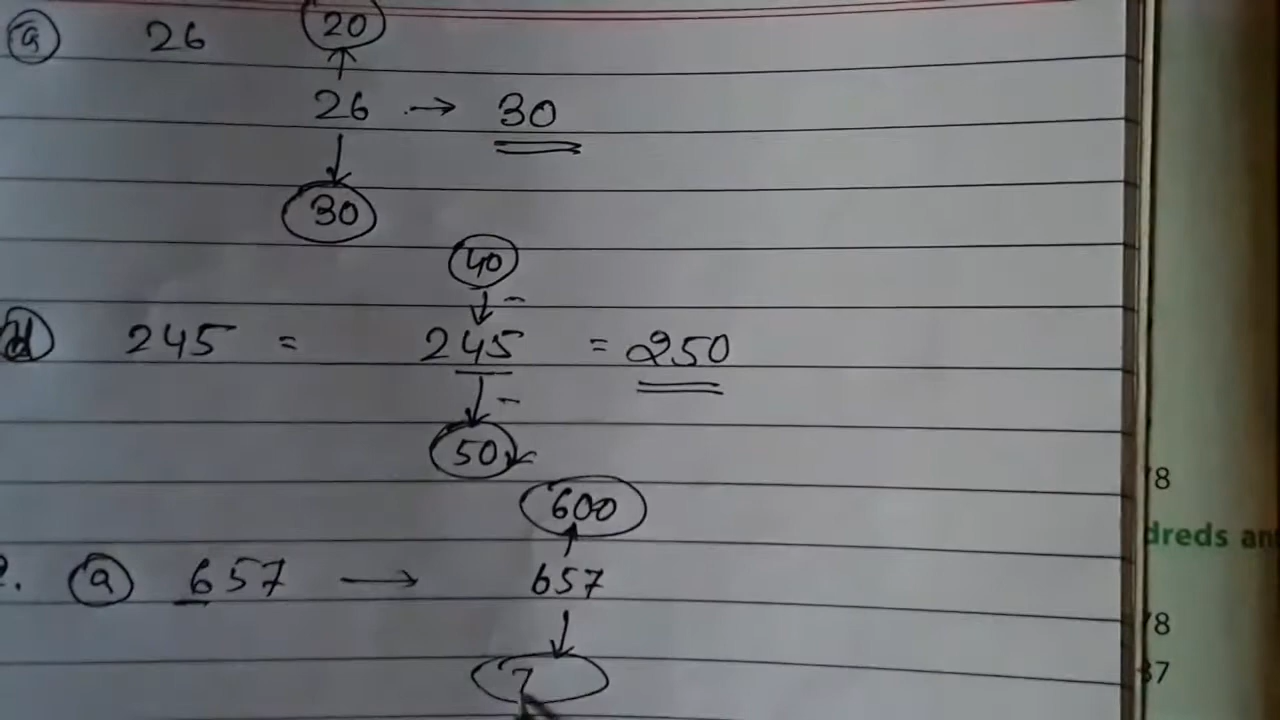 a 26 20
26 → 30
30
40
d 245 = 245 = 250
50
8
600
dreds an
2. a 657 → 657
8
7
7